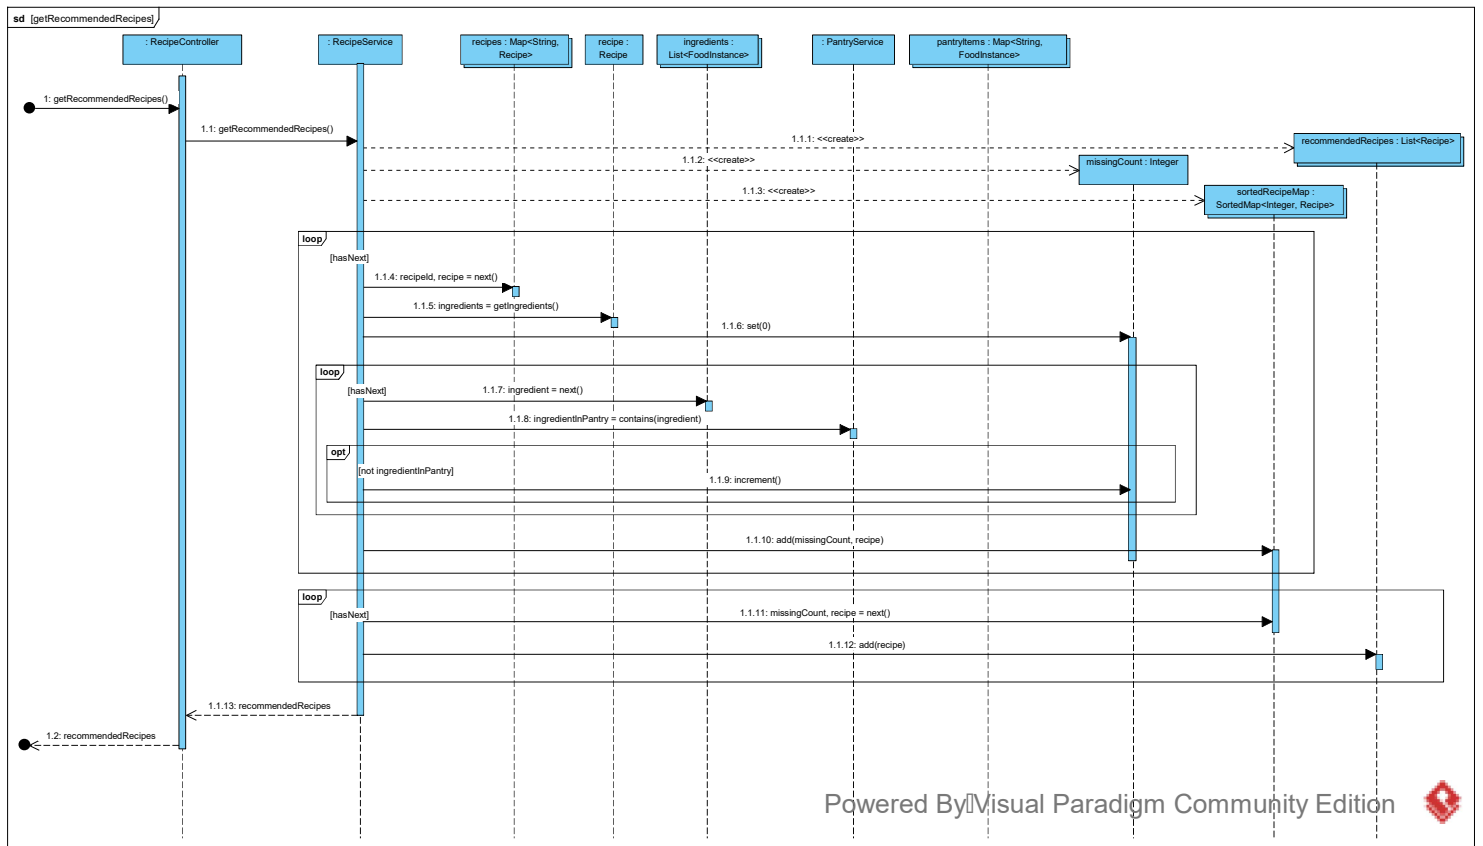 sd [getRecommendedRecipes]
: RecipeController
: RecipeService
recipes : Map<String,
Recipe>
recipe :
Recipe
ingredients :
List<FoodInstance>
: PantryService
pantryItems : Map<String,
FoodInstance>
1: getRecommendedRecipes()
1.1: getRecommendedRecipes()
1.1.1: <<create>>
recommendedRecipes : List<Recipe>
1.1.2: <<create>>
missingCount : Integer
1.1.3: <<create>>
sortedRecipeMap :
SortedMap<Integer, Recipe>
loop
[hasNext]
1.1.4: recipeId, recipe = next()
1.1.5: ingredients = getIngredients()
1.1.6: set(0)
loop
[hasNext]
1.1.7: ingredient = next()
1.1.8: ingredientInPantry = contains(ingredient)
opt
[not ingredientInPantry]
1.1.9: increment()
1.1.10: add(missingCount, recipe)
loop
[hasNext]
1.1.11: missingCount, recipe = next()
1.1.12: add(recipe)
1.1.13: recommendedRecipes
1.2: recommendedRecipes
Powered By Visual Paradigm Community Edition